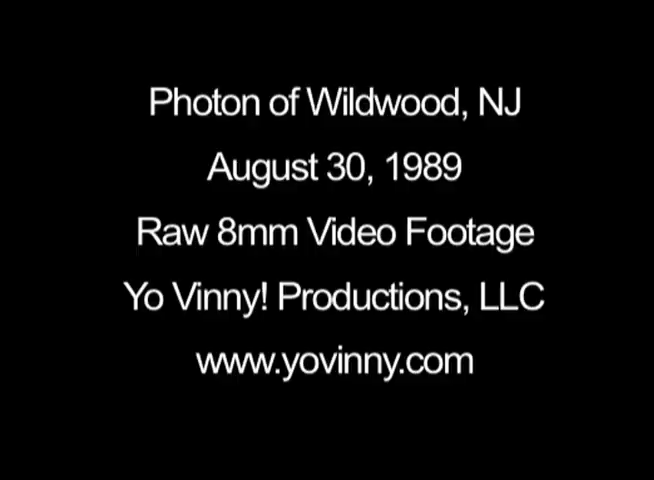 Photon of Wildwood, NJ
August 30, 1989
Raw 8mm Video Footage
Yo Vinny! Productions, LLC
www.yovinny.com